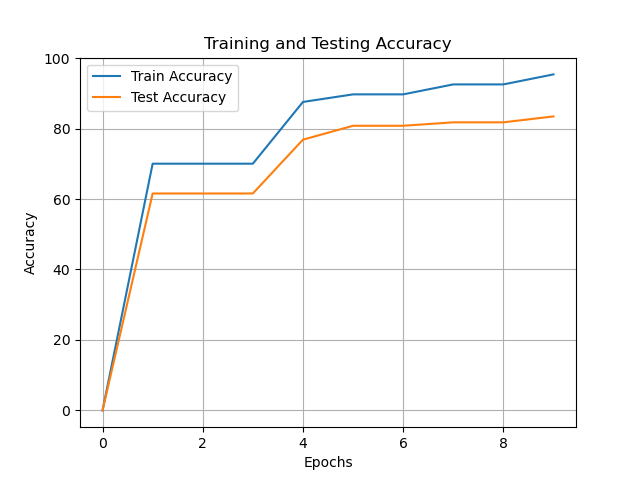 Training and Testing Accuracy
Train Accuracy
Test Accuracy
100
80
60
40
20
0
Accuracy
0 2 4 6 8
Epochs